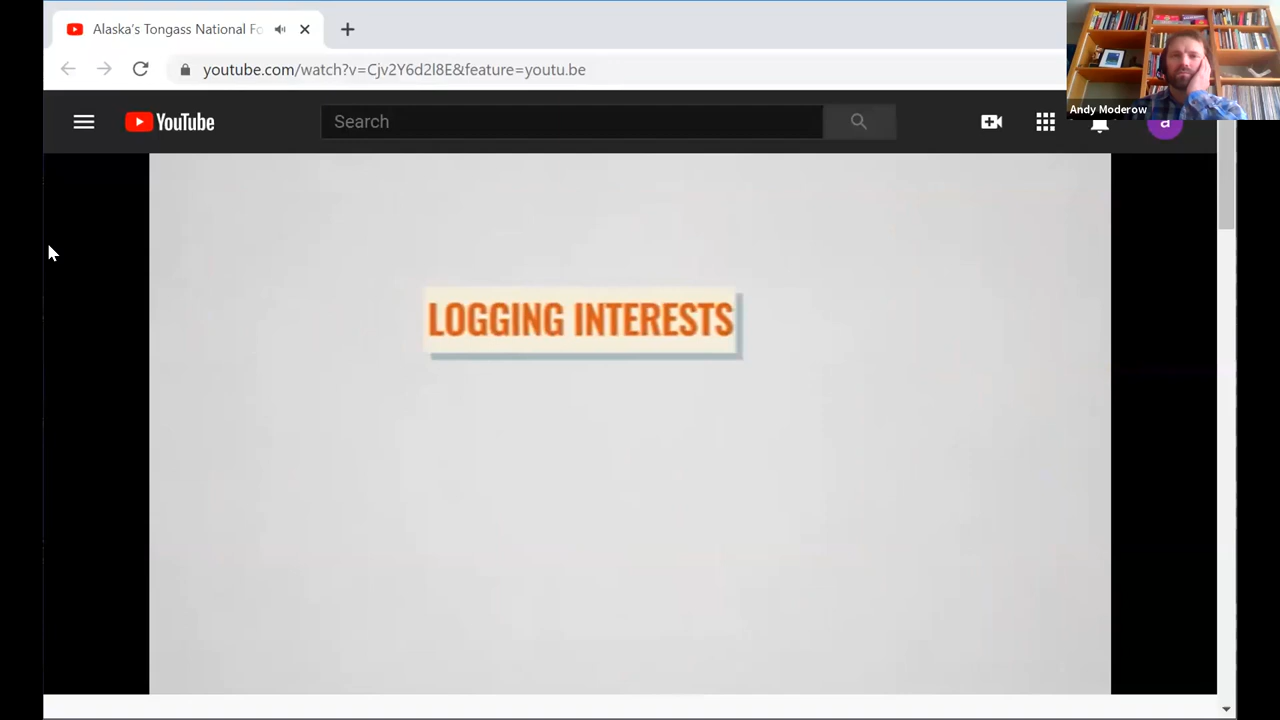 Alaska's Tongass National Fo
youtube.com/watch?v=Cjv2Y6d2l8E&feature=youtu.be
YouTube
Search
a
Andy Moderow
LOGGING INTERESTS